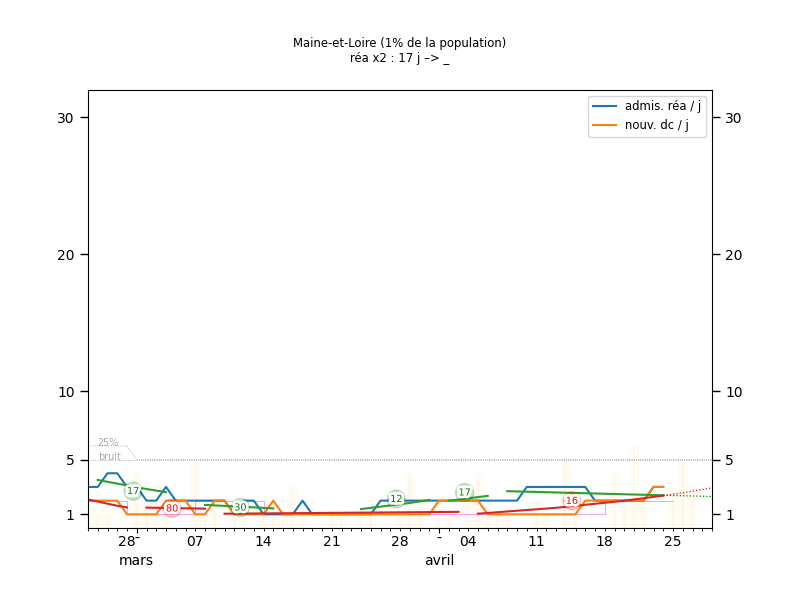 Maine-et-Loire (1% de la population)
réa x2 : 17 j –> _
admis. réa / j
nouv. dc / j
30 30
20 20
10 10
25%
bruit
5 5
17 80 30 12 17 16
1 1
28 - 07 14 21 28 - 04 11 18 25
mars avril